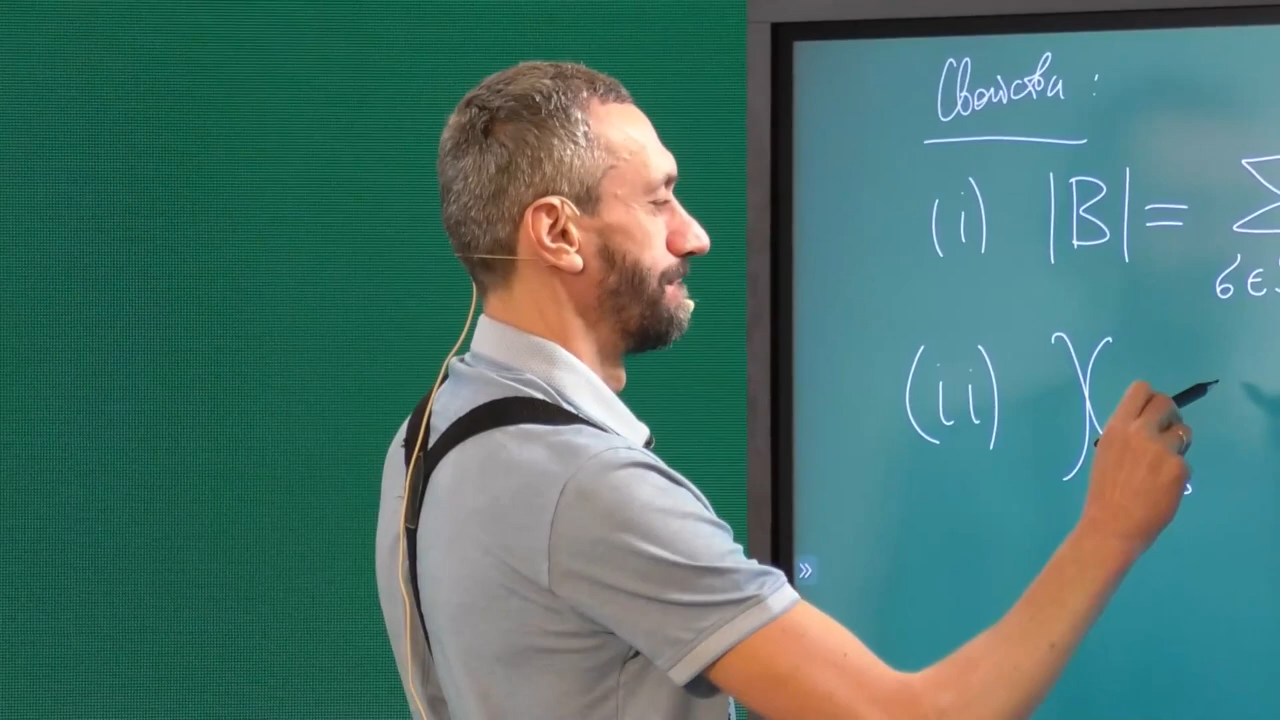 Свойства :
(i) |B| = Σ
σ ∈ S
(ii) χ